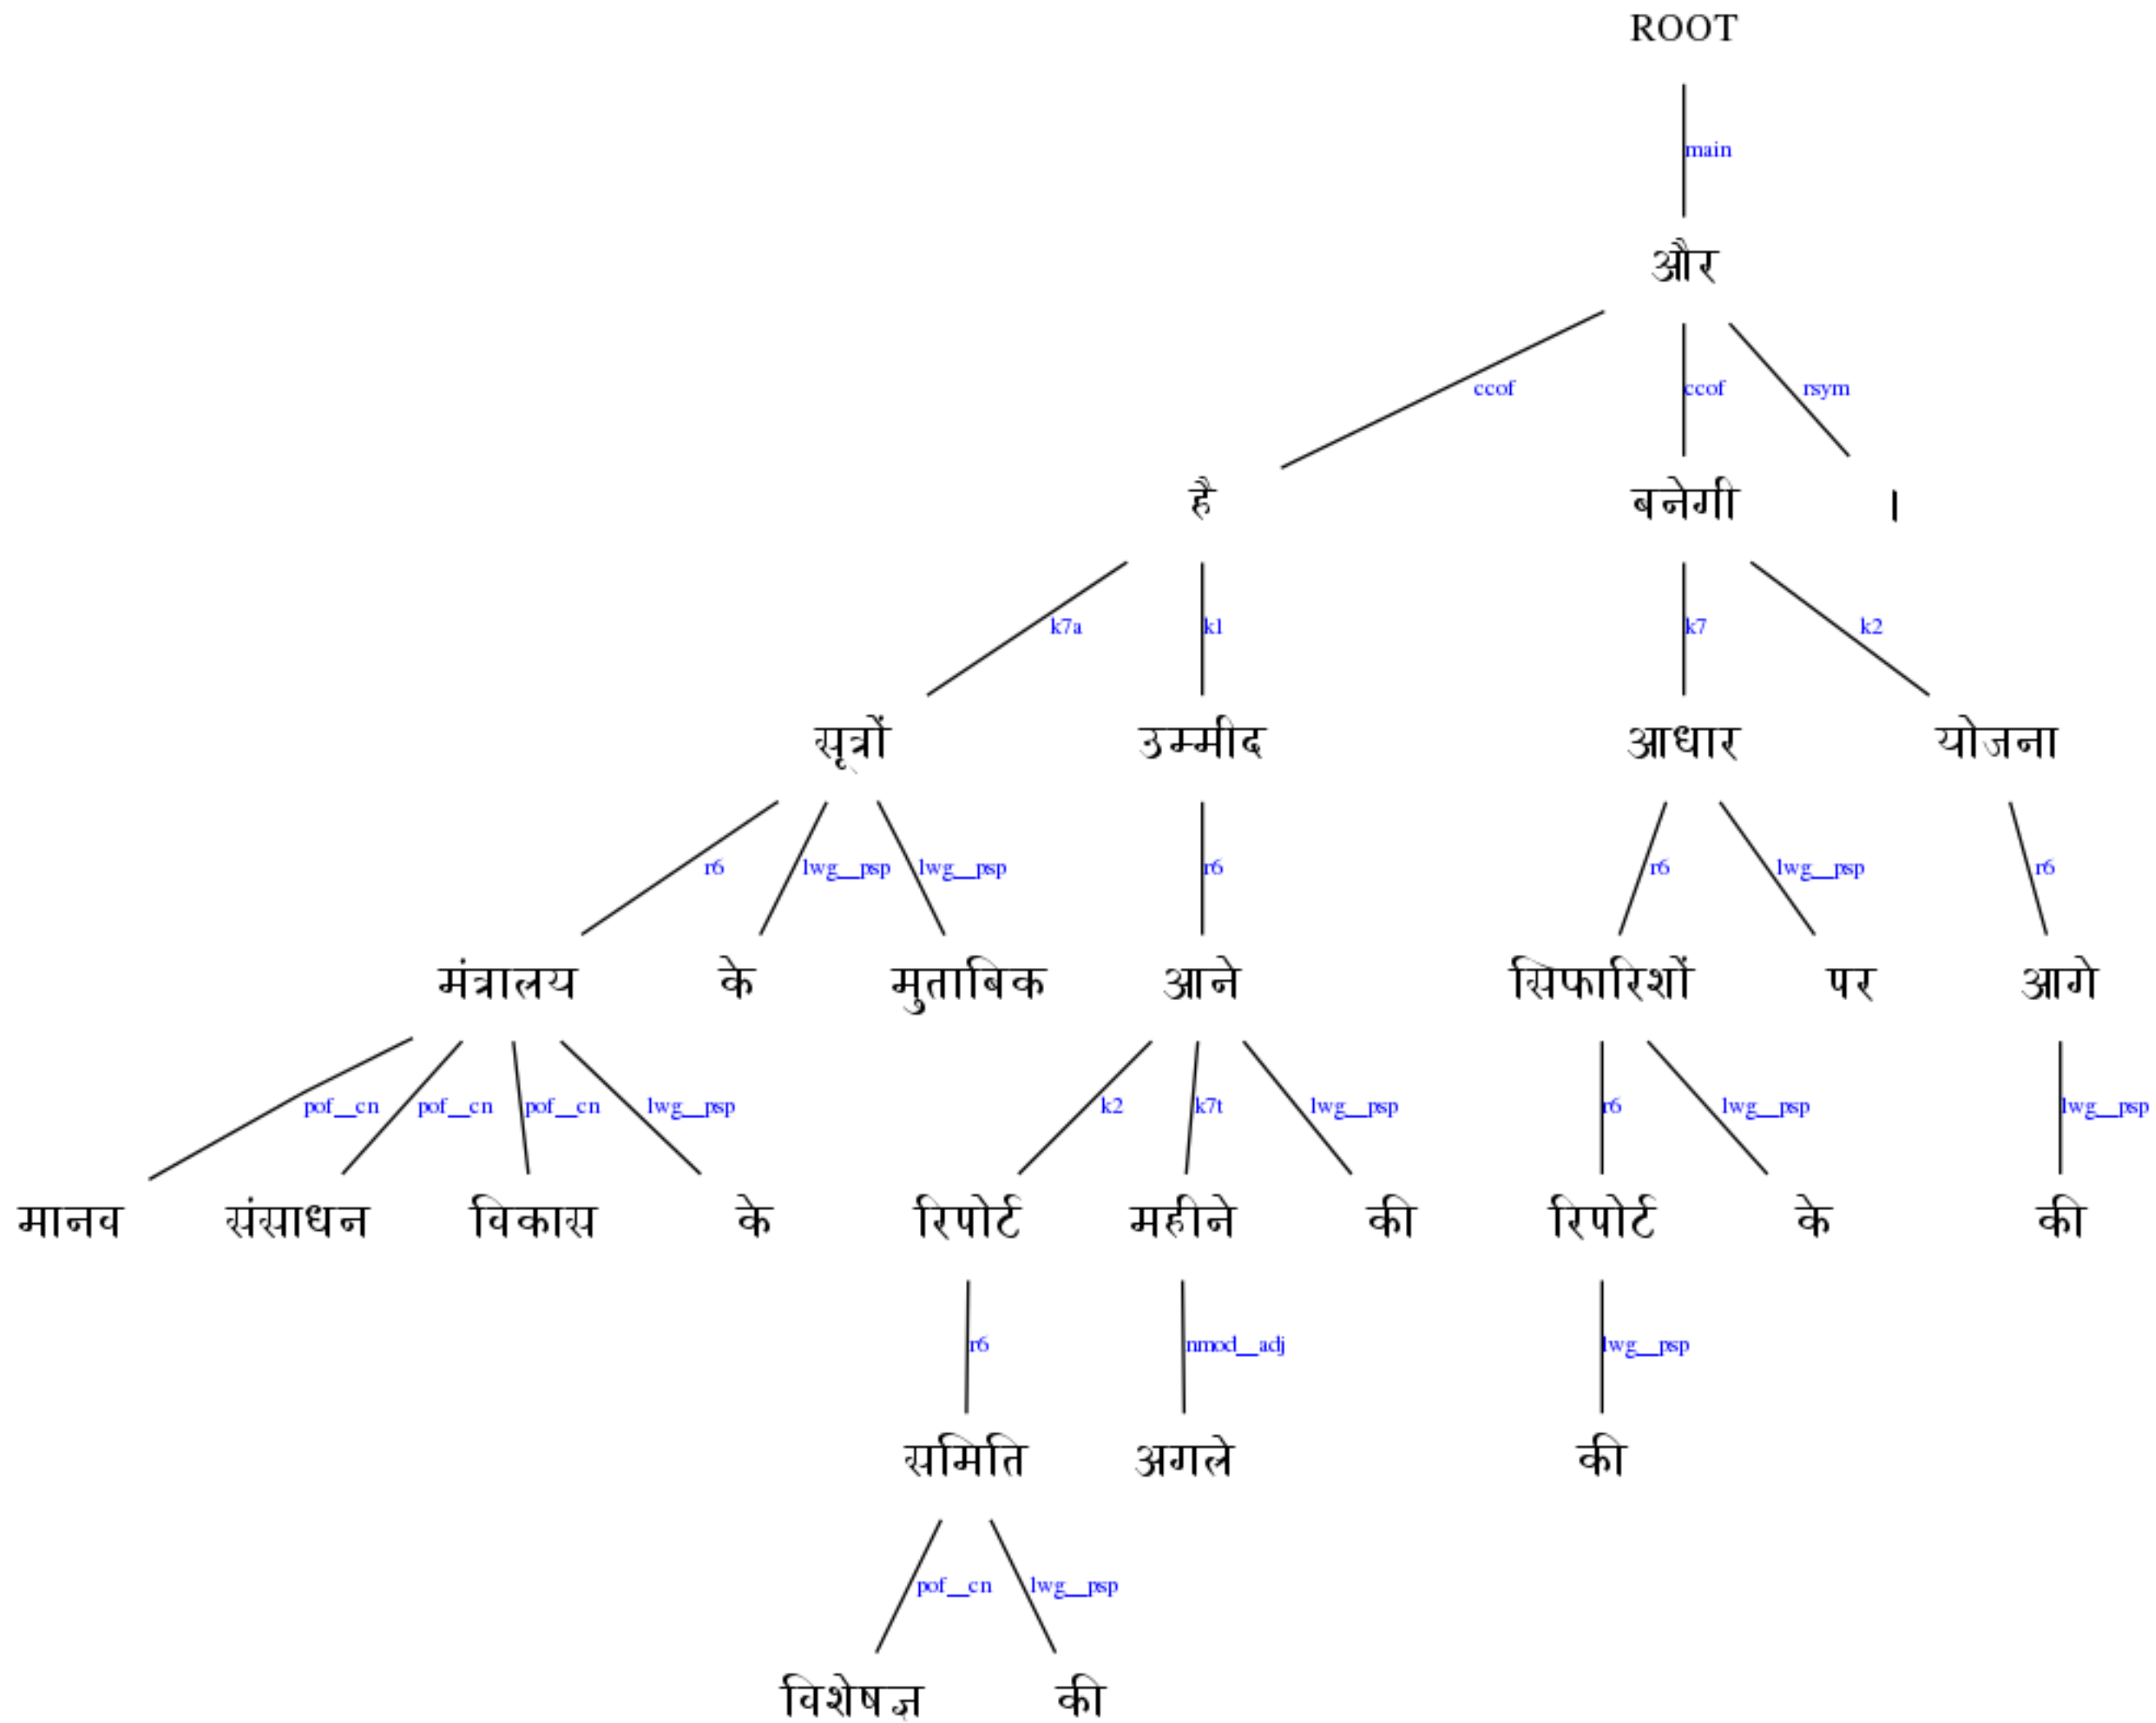 ROOT
main
और
ccof ccof rsym
है बनेगी ।
k7a k1 k7 k2
सूत्रों उम्मीद आधार योजना
r6 lwg__psp lwg__psp r6 r6 lwg__psp r6
मंत्रालय के मुताबिक आने सिफारिशों पर आगे
pof__cn pof__cn pof__cn lwg__psp k2 k7t lwg__psp r6 lwg__psp lwg__psp
मानव संसाधन विकास के रिपोर्ट महीने की रिपोर्ट के की
r6 nmod__adj lwg__psp
समिति अगले की
pof__cn lwg__psp
विशेषज्ञ की